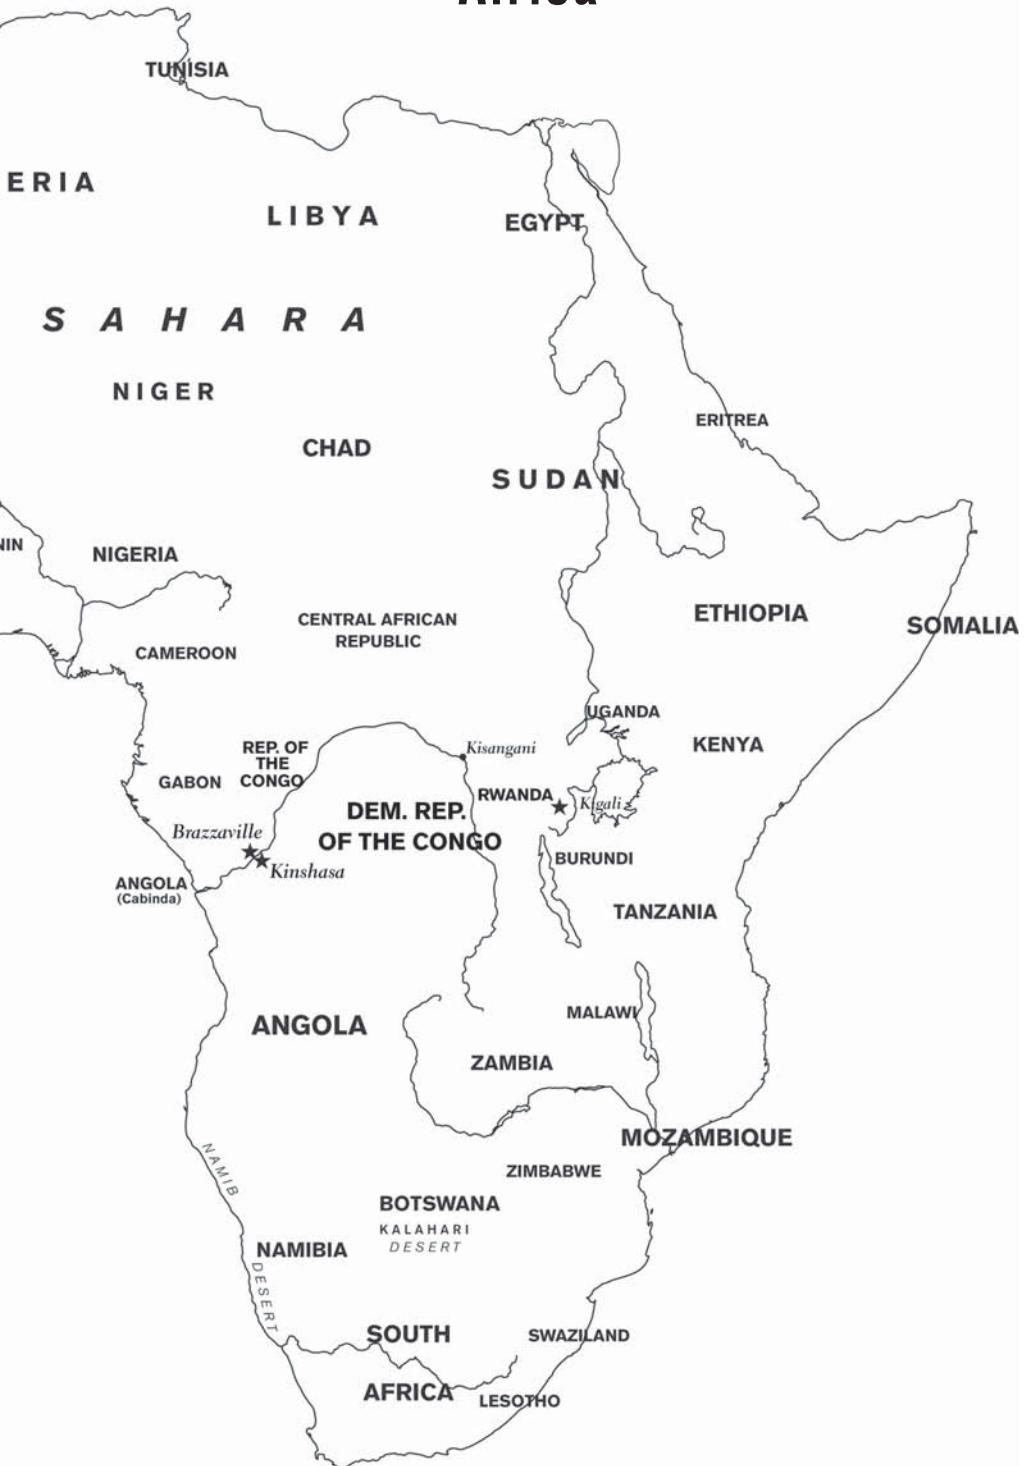 Africa
TUNISIA
ERIA
LIBYA
EGYPT
SAHARA
NIGER
ERITREA
CHAD
SUDAN
NIN
NIGERIA
ETHIOPIA
CENTRAL AFRICAN
REPUBLIC
SOMALIA
CAMEROON
UGANDA
KENYA
REP. OF
THE
CONGO
Kisangani
GABON
RWANDA
Kigali
DEM. REP.
OF THE CONGO
Brazzaville
Kinshasa
BURUNDI
ANGOLA
(Cabinda)
TANZANIA
MALAWI
ANGOLA
ZAMBIA
MOZAMBIQUE
NAMIB
ZIMBABWE
BOTSWANA
KALAHARI
DESERT
NAMIBIA
DESERT
SOUTH
SWAZILAND
AFRICA
LESOTHO